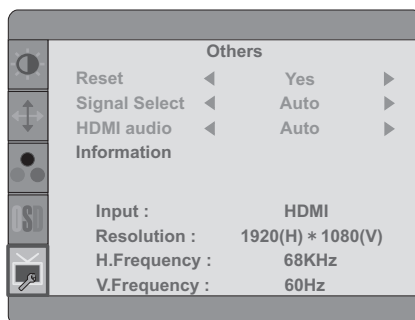 Others
Reset ◀ Yes ▶
Signal Select ◀ Auto ▶
HDMI audio ◀ Auto ▶
Information
Input : HDMI
Resolution : 1920(H) * 1080(V)
H.Frequency : 68KHz
V.Frequency : 60Hz
OSD